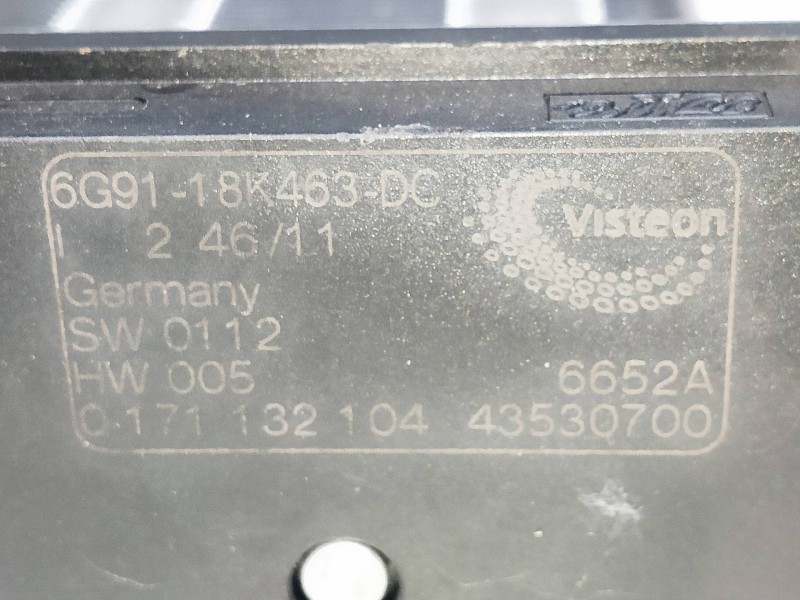 6G91-18K463-DC
Visteon
I 2 46/11
Germany
SW 0112
HW 005 6652A
0 171 132 104 43530700